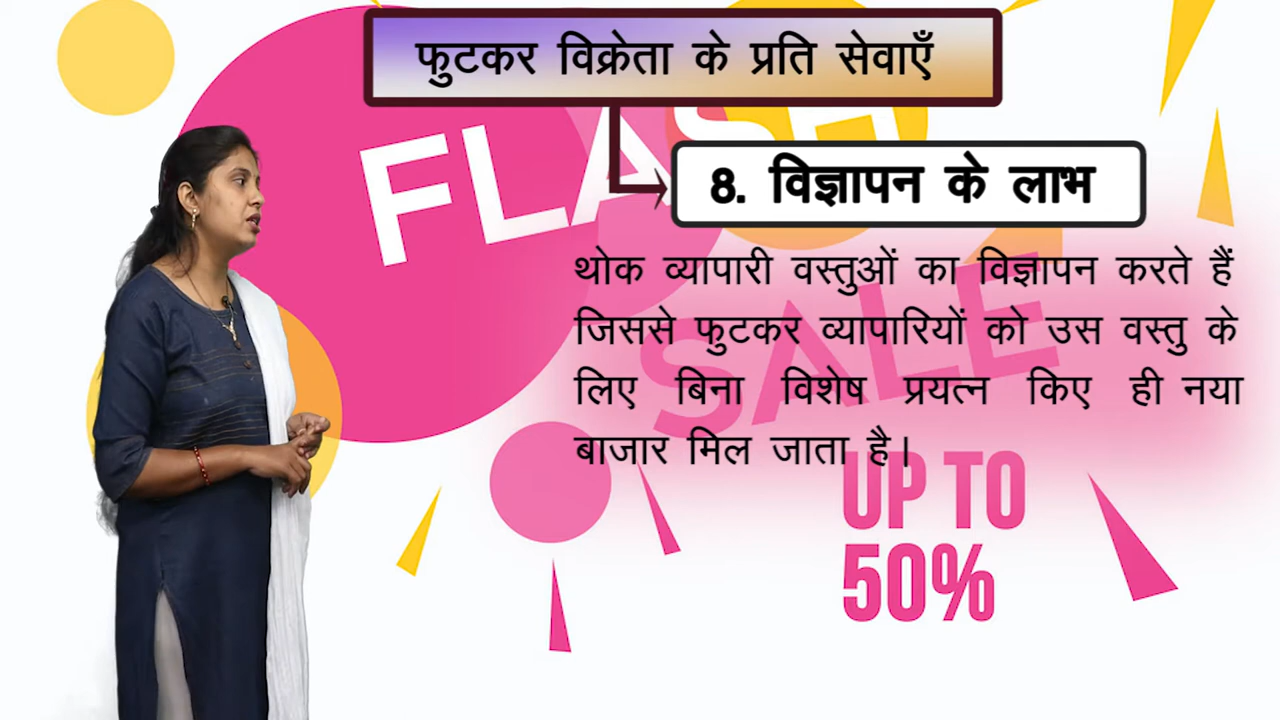 फुटकर विक्रेता के प्रति सेवाएँ
FLASH
8. विज्ञापन के लाभ
थोक व्यापारी वस्तुओं का विज्ञापन करते हैं
जिससे फुटकर व्यापारियों को उस वस्तु के
लिए बिना विशेष प्रयत्न किए ही नया
बाजार मिल जाता है।
SALE
UP TO
50%